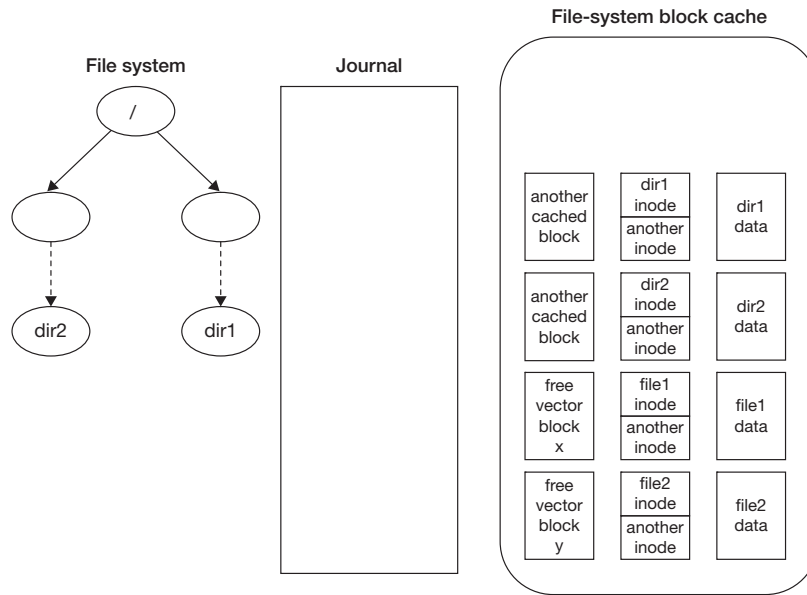 File-system block cache
File system
Journal
/
dir2
dir1
another
cached
block
dir1
inode
another
inode
dir1
data
another
cached
block
dir2
inode
another
inode
dir2
data
free
vector
block
x
file1
inode
another
inode
file1
data
free
vector
block
y
file2
inode
another
inode
file2
data